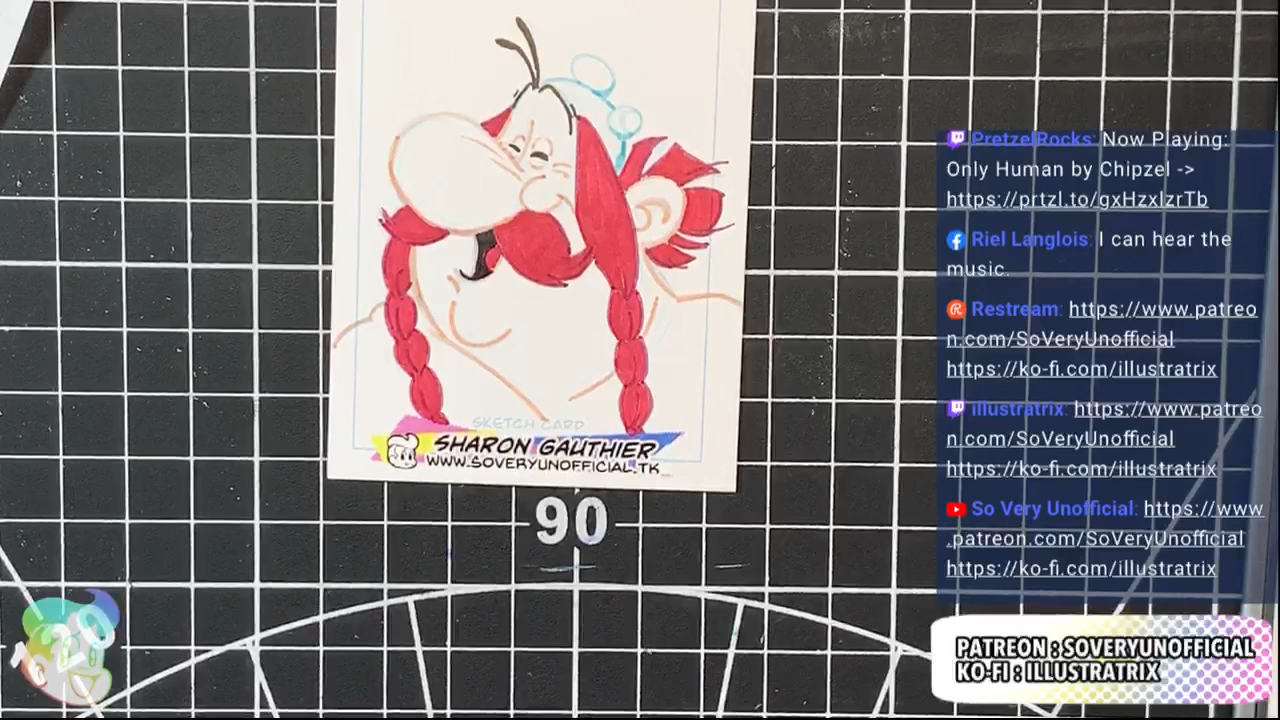 SKETCH CARD
SHARON GAUTHIER
WWW.SOVERYUNOFFICIAL.TK
90
PretzelRocks: Now Playing:
Only Human by Chipzel ->
https://prtzl.to/gxHzxlzrTb
Riel Langlois: I can hear the
music.
Restream: https://www.patreo
n.com/SoVeryUnofficial
https://ko-fi.com/illustratrix
illustratrix: https://www.patreo
n.com/SoVeryUnofficial
https://ko-fi.com/illustratrix
So Very Unofficial: https://www
.patreon.com/SoVeryUnofficial
https://ko-fi.com/illustratrix
PATREON : SOVERYUNOFFICIAL
KO-FI : ILLUSTRATRIX